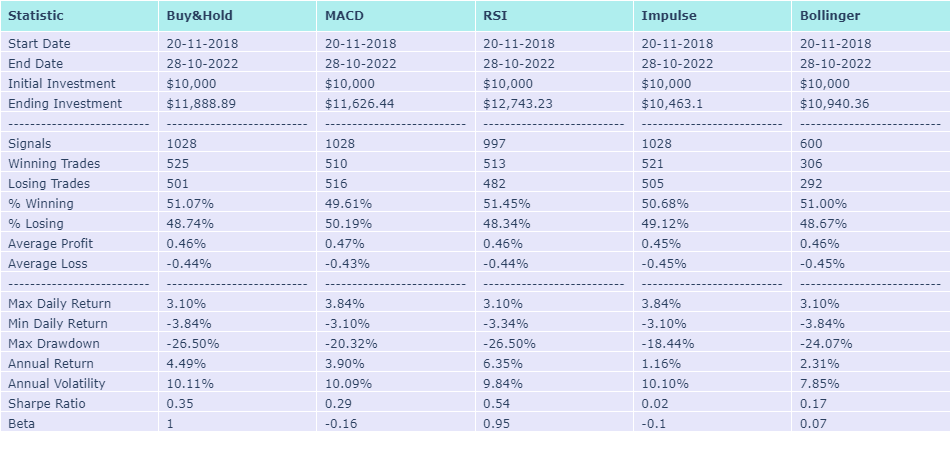 Statistic Buy&Hold MACD RSI Impulse Bollinger
Start Date 20-11-2018 20-11-2018 20-11-2018 20-11-2018 20-11-2018
End Date 28-10-2022 28-10-2022 28-10-2022 28-10-2022 28-10-2022
Initial Investment $10,000 $10,000 $10,000 $10,000 $10,000
Ending Investment $11,888.89 $11,626.44 $12,743.23 $10,463.1 $10,940.36
-------------------------- -------------------------- -------------------------- -------------------------- -------------------------- --------------------------
Signals 1028 1028 997 1028 600
Winning Trades 525 510 513 521 306
Losing Trades 501 516 482 505 292
% Winning 51.07% 49.61% 51.45% 50.68% 51.00%
% Losing 48.74% 50.19% 48.34% 49.12% 48.67%
Average Profit 0.46% 0.47% 0.46% 0.45% 0.46%
Average Loss -0.44% -0.43% -0.44% -0.45% -0.45%
-------------------------- -------------------------- -------------------------- -------------------------- -------------------------- --------------------------
Max Daily Return 3.10% 3.84% 3.10% 3.84% 3.10%
Min Daily Return -3.84% -3.10% -3.34% -3.10% -3.84%
Max Drawdown -26.50% -20.32% -26.50% -18.44% -24.07%
Annual Return 4.49% 3.90% 6.35% 1.16% 2.31%
Annual Volatility 10.11% 10.09% 9.84% 10.10% 7.85%
Sharpe Ratio 0.35 0.29 0.54 0.02 0.17
Beta 1 -0.16 0.95 -0.1 0.07